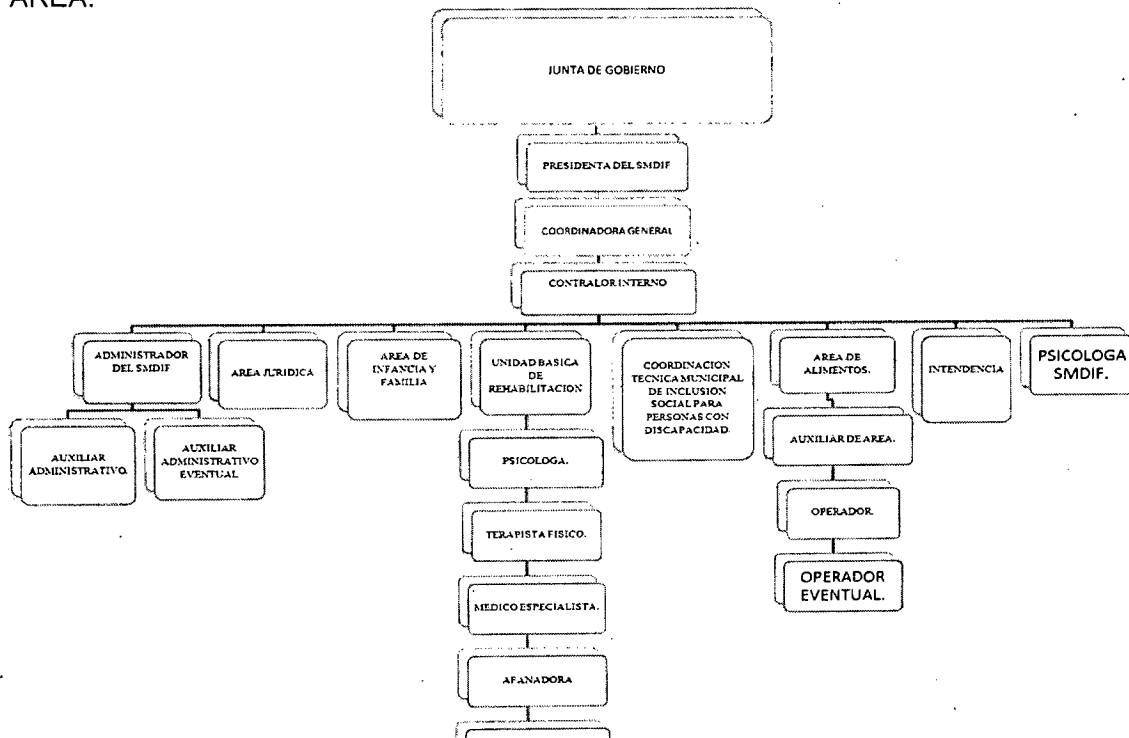 AREA.
JUNTA DE GOBIERNO
PRESIDENTA DEL SMDIF
COORDINADORA GENERAL
CONTRALOR INTERNO
ADMINISTRADOR
DEL SMDIF
AREA JURIDICA
AREA DE
INFANCIA Y
FAMILIA
UNIDAD BASICA
DE
REHABILITACION
COORDINACION
TECNICA MUNICIPAL
DE INCLUSION
SOCIAL PARA
PERSONAS CON
DISCAPACIDAD.
AREA DE
ALIMENTOS.
INTENDENCIA
PSICOLOGA
SMDIF.
AUXILIAR
ADMINISTRATIVO.
AUXILIAR
ADMINISTRATIVO
EVENTUAL
PSICOLOGA.
TERAPISTA FISICO.
MEDICO ESPECIALISTA.
AFANADORA
AUXILIAR DE AREA.
OPERADOR.
OPERADOR
EVENTUAL.